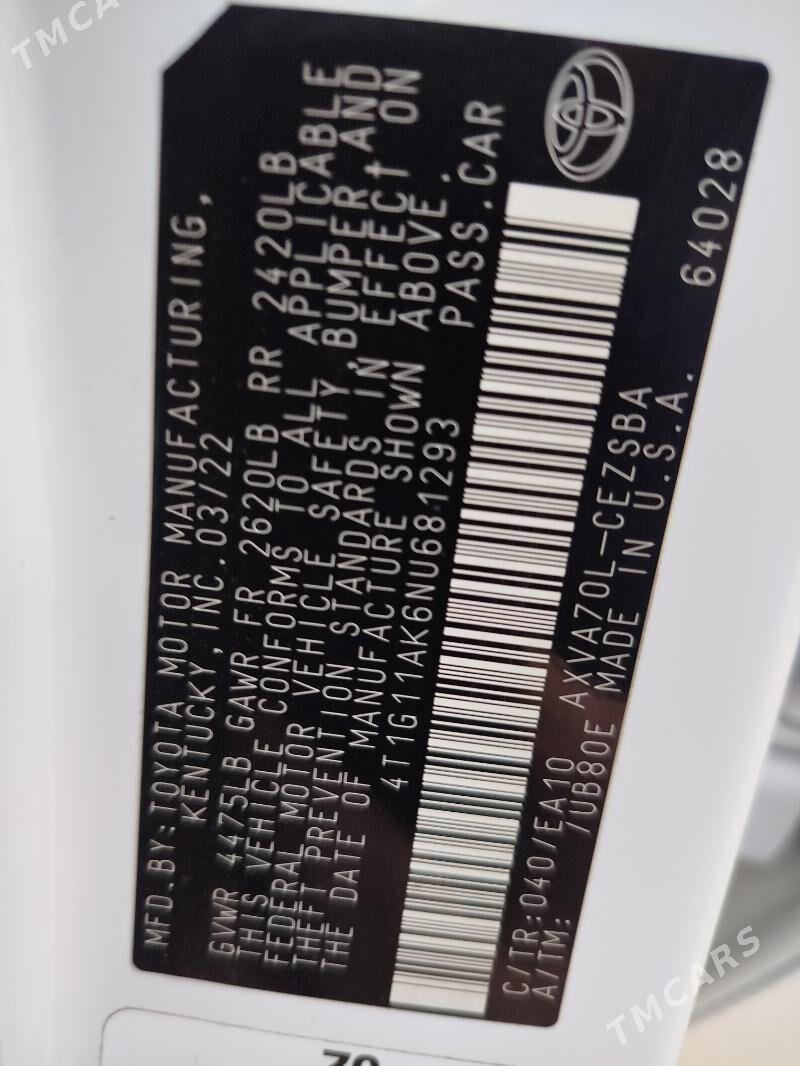 MFD.BY:TOYOTA MOTOR MANUFACTURING,
KENTUCKY,INC.03/22
GVWR 4475LB GAWR FR 2620LB RR 2420LB
THIS VEHICLE CONFORMS TO ALL APPLICABLE
FEDERAL MOTOR VEHICLE SAFETY,BUMPER,AND
THEFT PREVENTION STANDARDS IN EFFECT ON
THE DATE OF MANUFACTURE SHOWN ABOVE.
4T1G11AK6NU681293 PASS.CAR
C/TR:040/EA10 AXVA70L-CEZSBA
A/TM: /UB80E MADE IN U.S.A.
64028
TMCARS
TMCARS